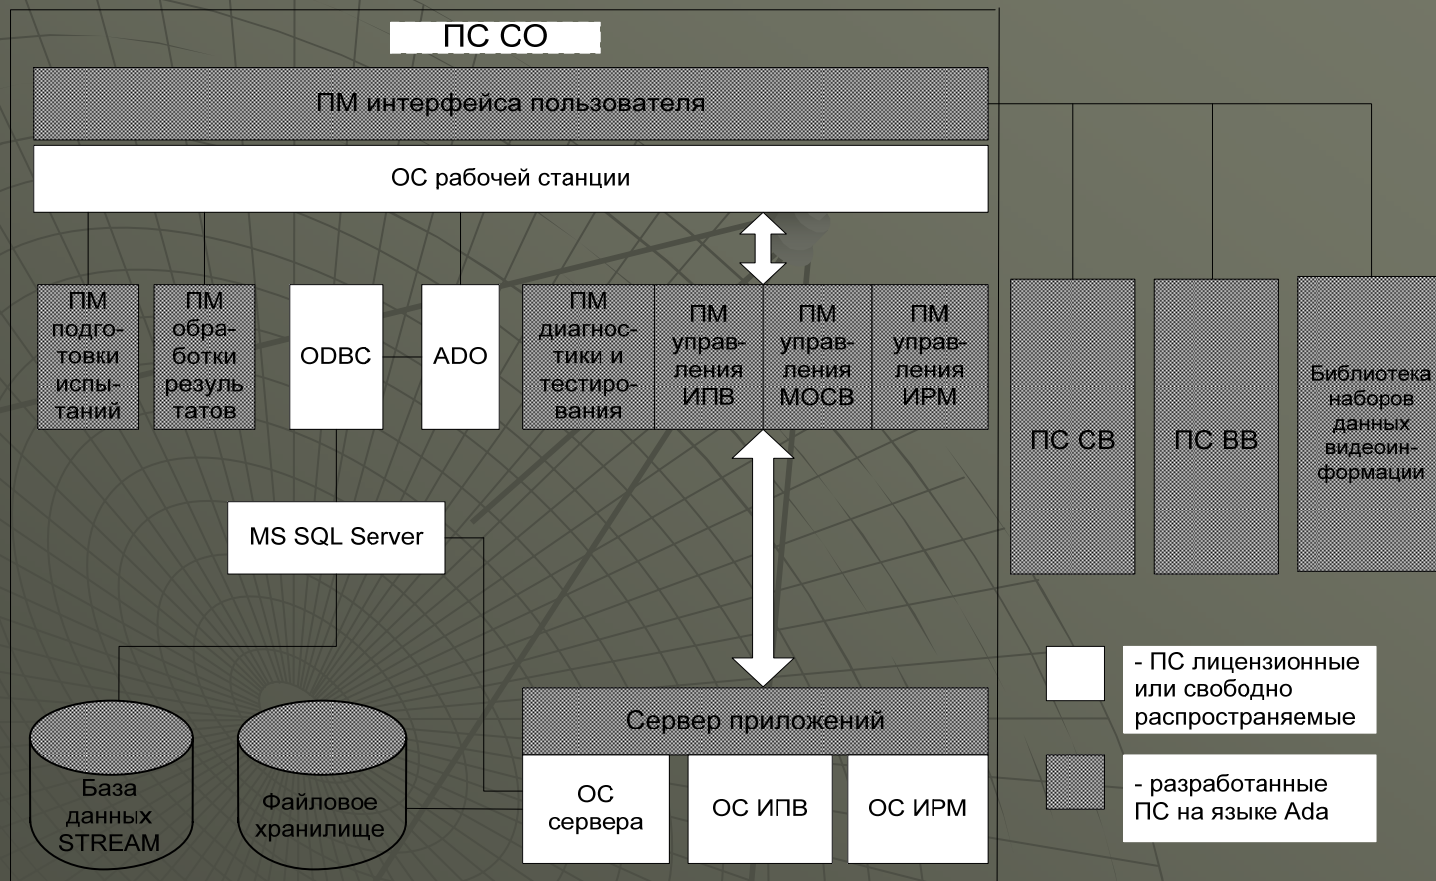 ПС СО
ПМ интерфейса пользователя
ОС рабочей станции
ПМ
подго-
товки
испы-
таний
ПМ
обра-
ботки
резуль
татов
ODBC
ADO
ПМ
диагнос-
тики и
тестиро-
вания
ПМ
управ-
ления
ИПВ
ПМ
управ-
ления
МОСВ
ПМ
управ-
ления
ИРМ
ПС СВ
ПС ВВ
Библиотека
наборов
данных
видеоин-
формации
MS SQL Server
База
данных
STREAM
Файловое
хранилище
Сервер приложений
ОС
сервера
ОС ИПВ
ОС ИРМ
- ПС лицензионные
или свободно
распространяемые
- разработанные
ПС на языке Ada